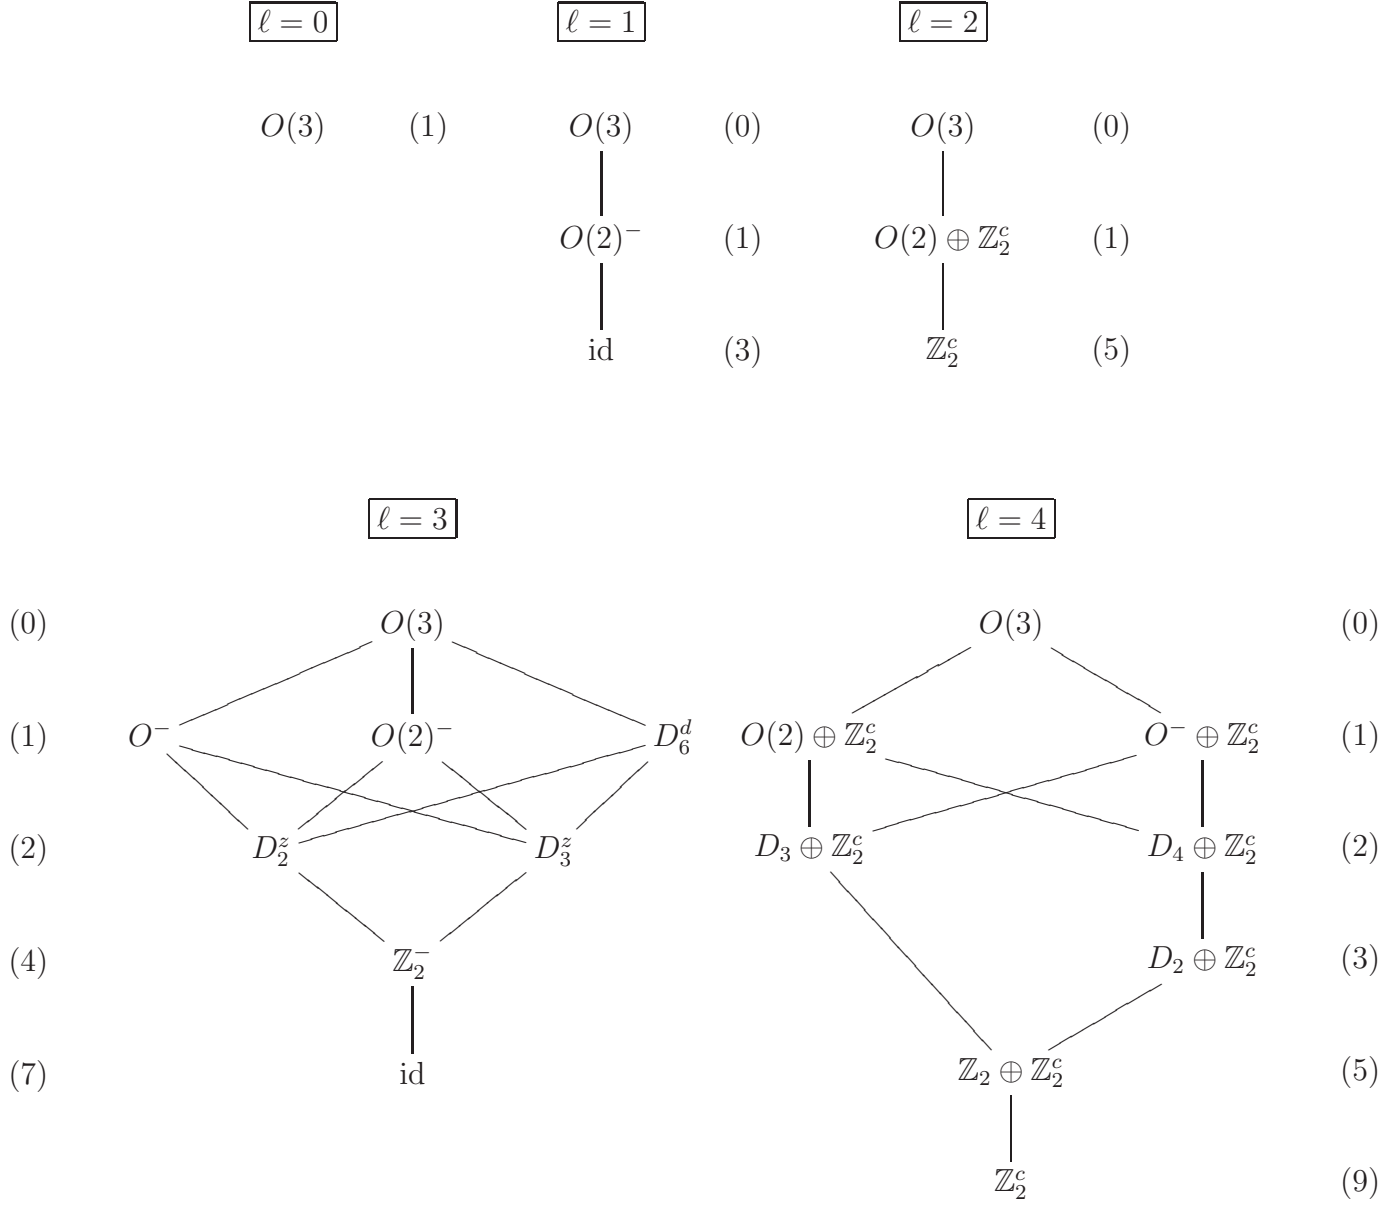 ℓ = 0 ℓ = 1 ℓ = 2
O(3) (1) O(3) (0) O(3) (0)
O(2)⁻ (1) O(2) ⊕ ℤ₂ᶜ (1)
id (3) ℤ₂ᶜ (5)
ℓ = 3 ℓ = 4
(0) O(3) O(3) (0)
(1) O⁻ O(2)⁻ D₆ᵈ O(2) ⊕ ℤ₂ᶜ O⁻ ⊕ ℤ₂ᶜ (1)
(2) D₂ᶻ D₃ᶻ D₃ ⊕ ℤ₂ᶜ D₄ ⊕ ℤ₂ᶜ (2)
(4) ℤ₂⁻ D₂ ⊕ ℤ₂ᶜ (3)
(7) id ℤ₂ ⊕ ℤ₂ᶜ (5)
ℤ₂ᶜ (9)